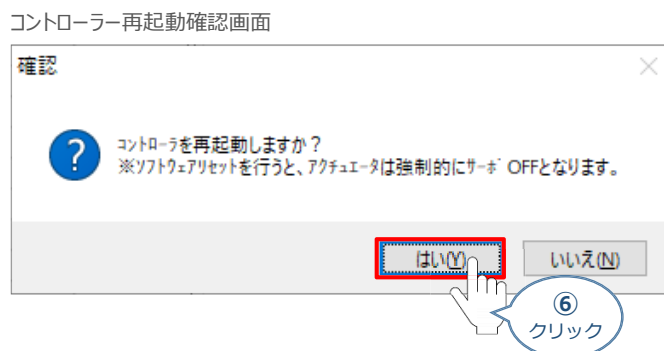 コントローラー再起動確認画面
確認
ｺﾝﾄﾛｰﾗを再起動しますか？
※ｿﾌﾄｳｪｱﾘｾｯﾄを行うと、ｱｸﾁｭｴｰﾀは強制的にｻｰﾎﾞOFFとなります。
はい(Y)
いいえ(N)
⑥
クリック